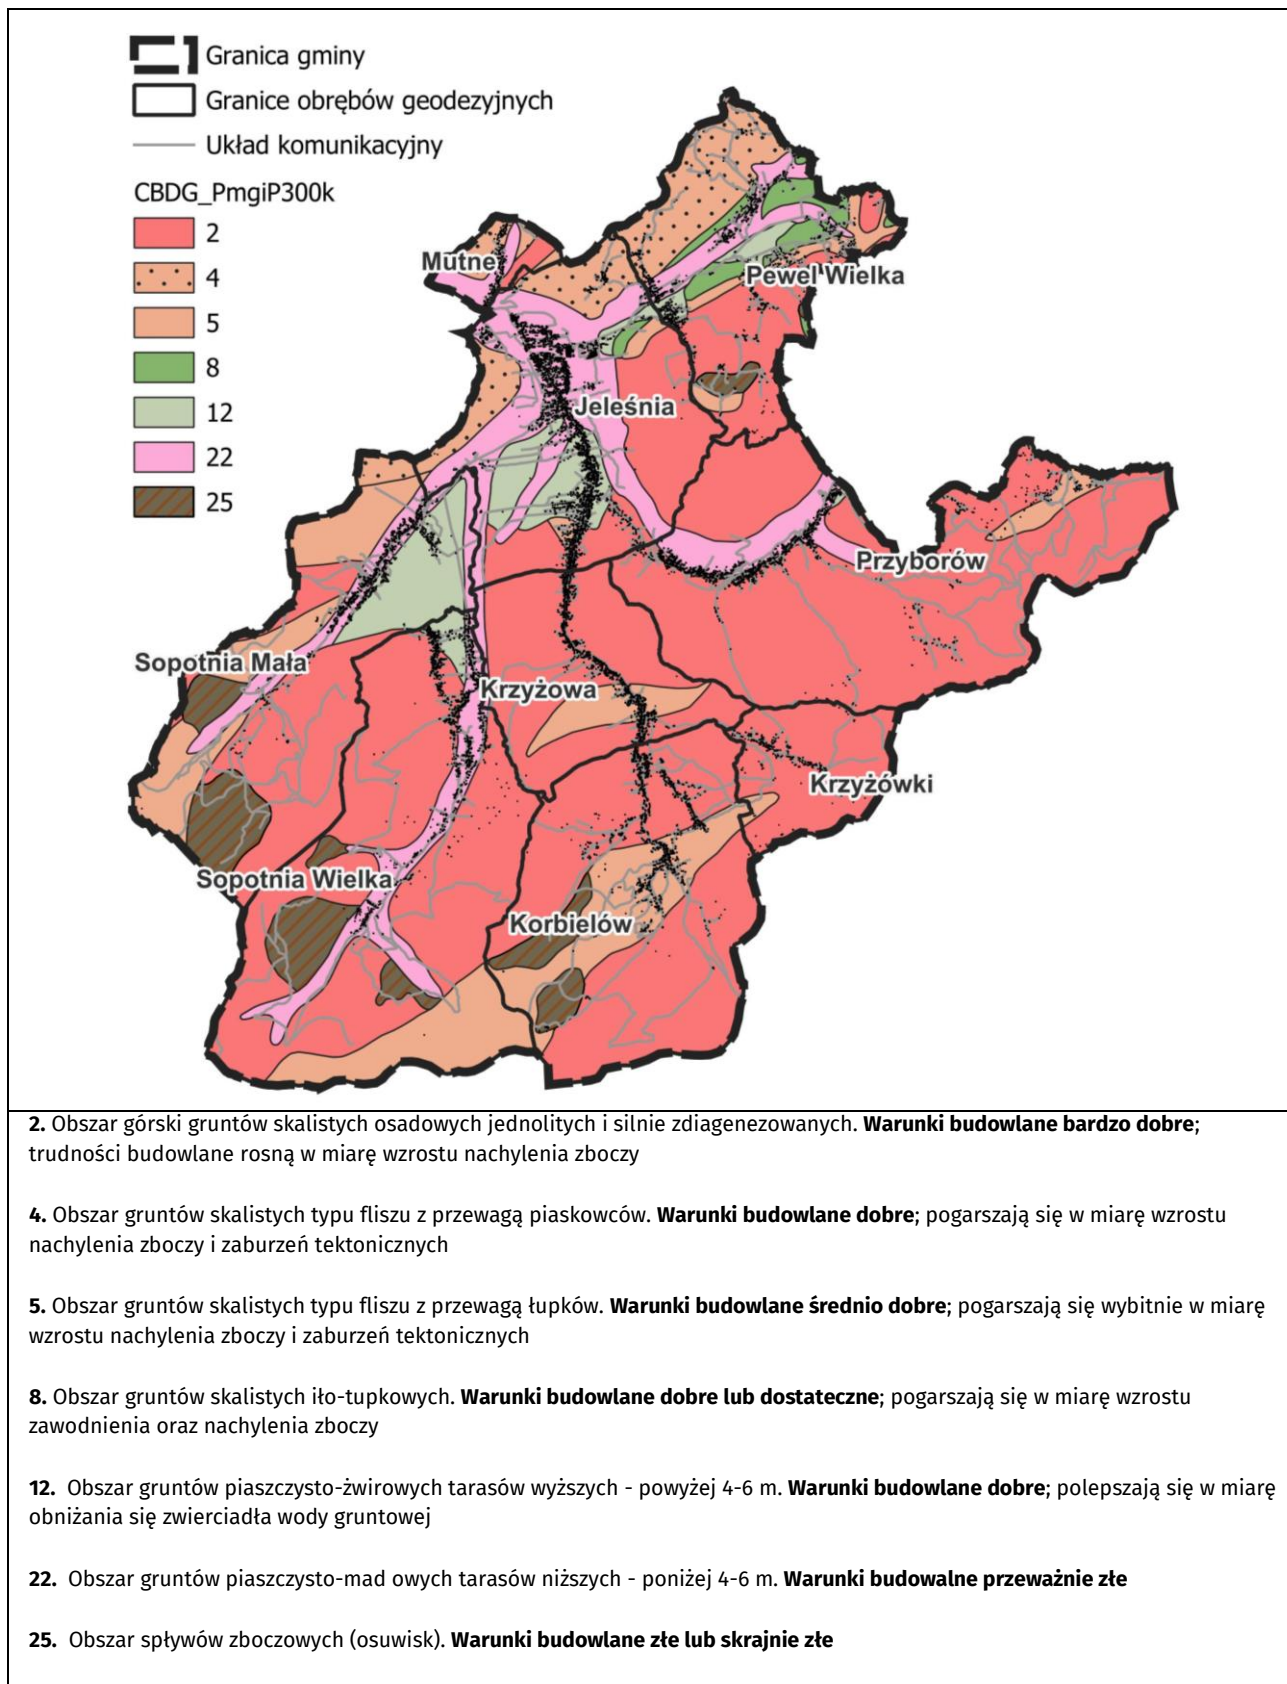 Granica gminy
Granice obrębów geodezyjnych
Układ komunikacyjny
CBDG_PmgiP300k
2
4
5
8
12
22
25
Mutne
Pewel Wielka
Jeleśnia
Przyborów
Sopotnia Mała
Krzyżowa
Krzyżówki
Sopotnia Wielka
Korbielów
2. Obszar górski gruntów skalistych osadowych jednolitych i silnie zdiagenezowanych. Warunki budowlane bardzo dobre;
trudności budowlane rosną w miarę wzrostu nachylenia zboczy
4. Obszar gruntów skalistych typu fliszu z przewagą piaskowców. Warunki budowlane dobre; pogarszają się w miarę wzrostu
nachylenia zboczy i zaburzeń tektonicznych
5. Obszar gruntów skalistych typu fliszu z przewagą łupków. Warunki budowlane średnio dobre; pogarszają się wybitnie w miarę
wzrostu nachylenia zboczy i zaburzeń tektonicznych
8. Obszar gruntów skalistych iło-tupkowych. Warunki budowlane dobre lub dostateczne; pogarszają się w miarę wzrostu
zawodnienia oraz nachylenia zboczy
12. Obszar gruntów piaszczysto-żwirowych tarasów wyższych - powyżej 4-6 m. Warunki budowlane dobre; polepszają się w miarę
obniżania się zwierciadła wody gruntowej
22. Obszar gruntów piaszczysto-mad owych tarasów niższych - poniżej 4-6 m. Warunki budowalne przeważnie złe
25. Obszar spływów zboczowych (osuwisk). Warunki budowlane złe lub skrajnie złe